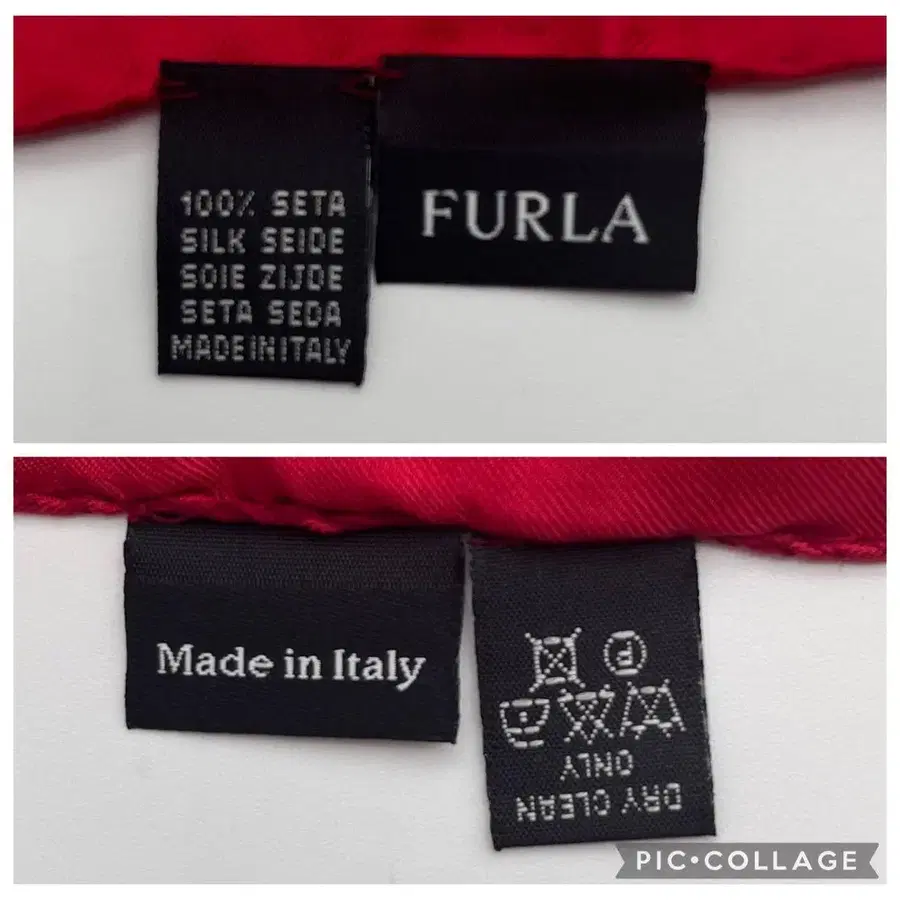 100% SETA
SILK SEIDE
SOIE ZIJDE
SETA SEDA
MADE IN ITALY
FURLA
Made in Italy
DRY CLEAN
ONLY
F
PIC•COLLAGE